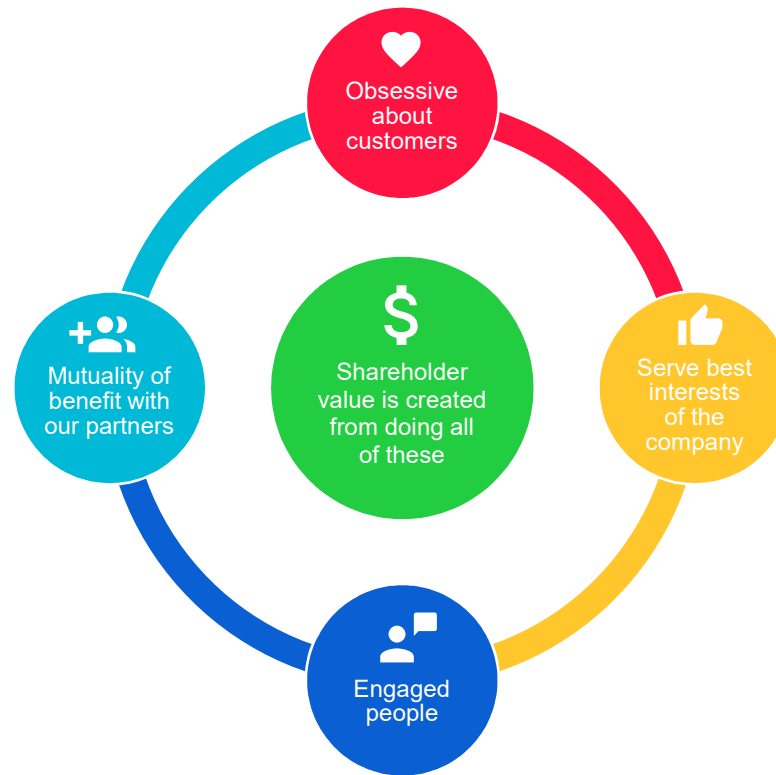 Obsessive
about
customers
Mutuality of
benefit with
our partners
$
Shareholder
value is created
from doing all
of these
Serve best
interests
of the
company
Engaged
people